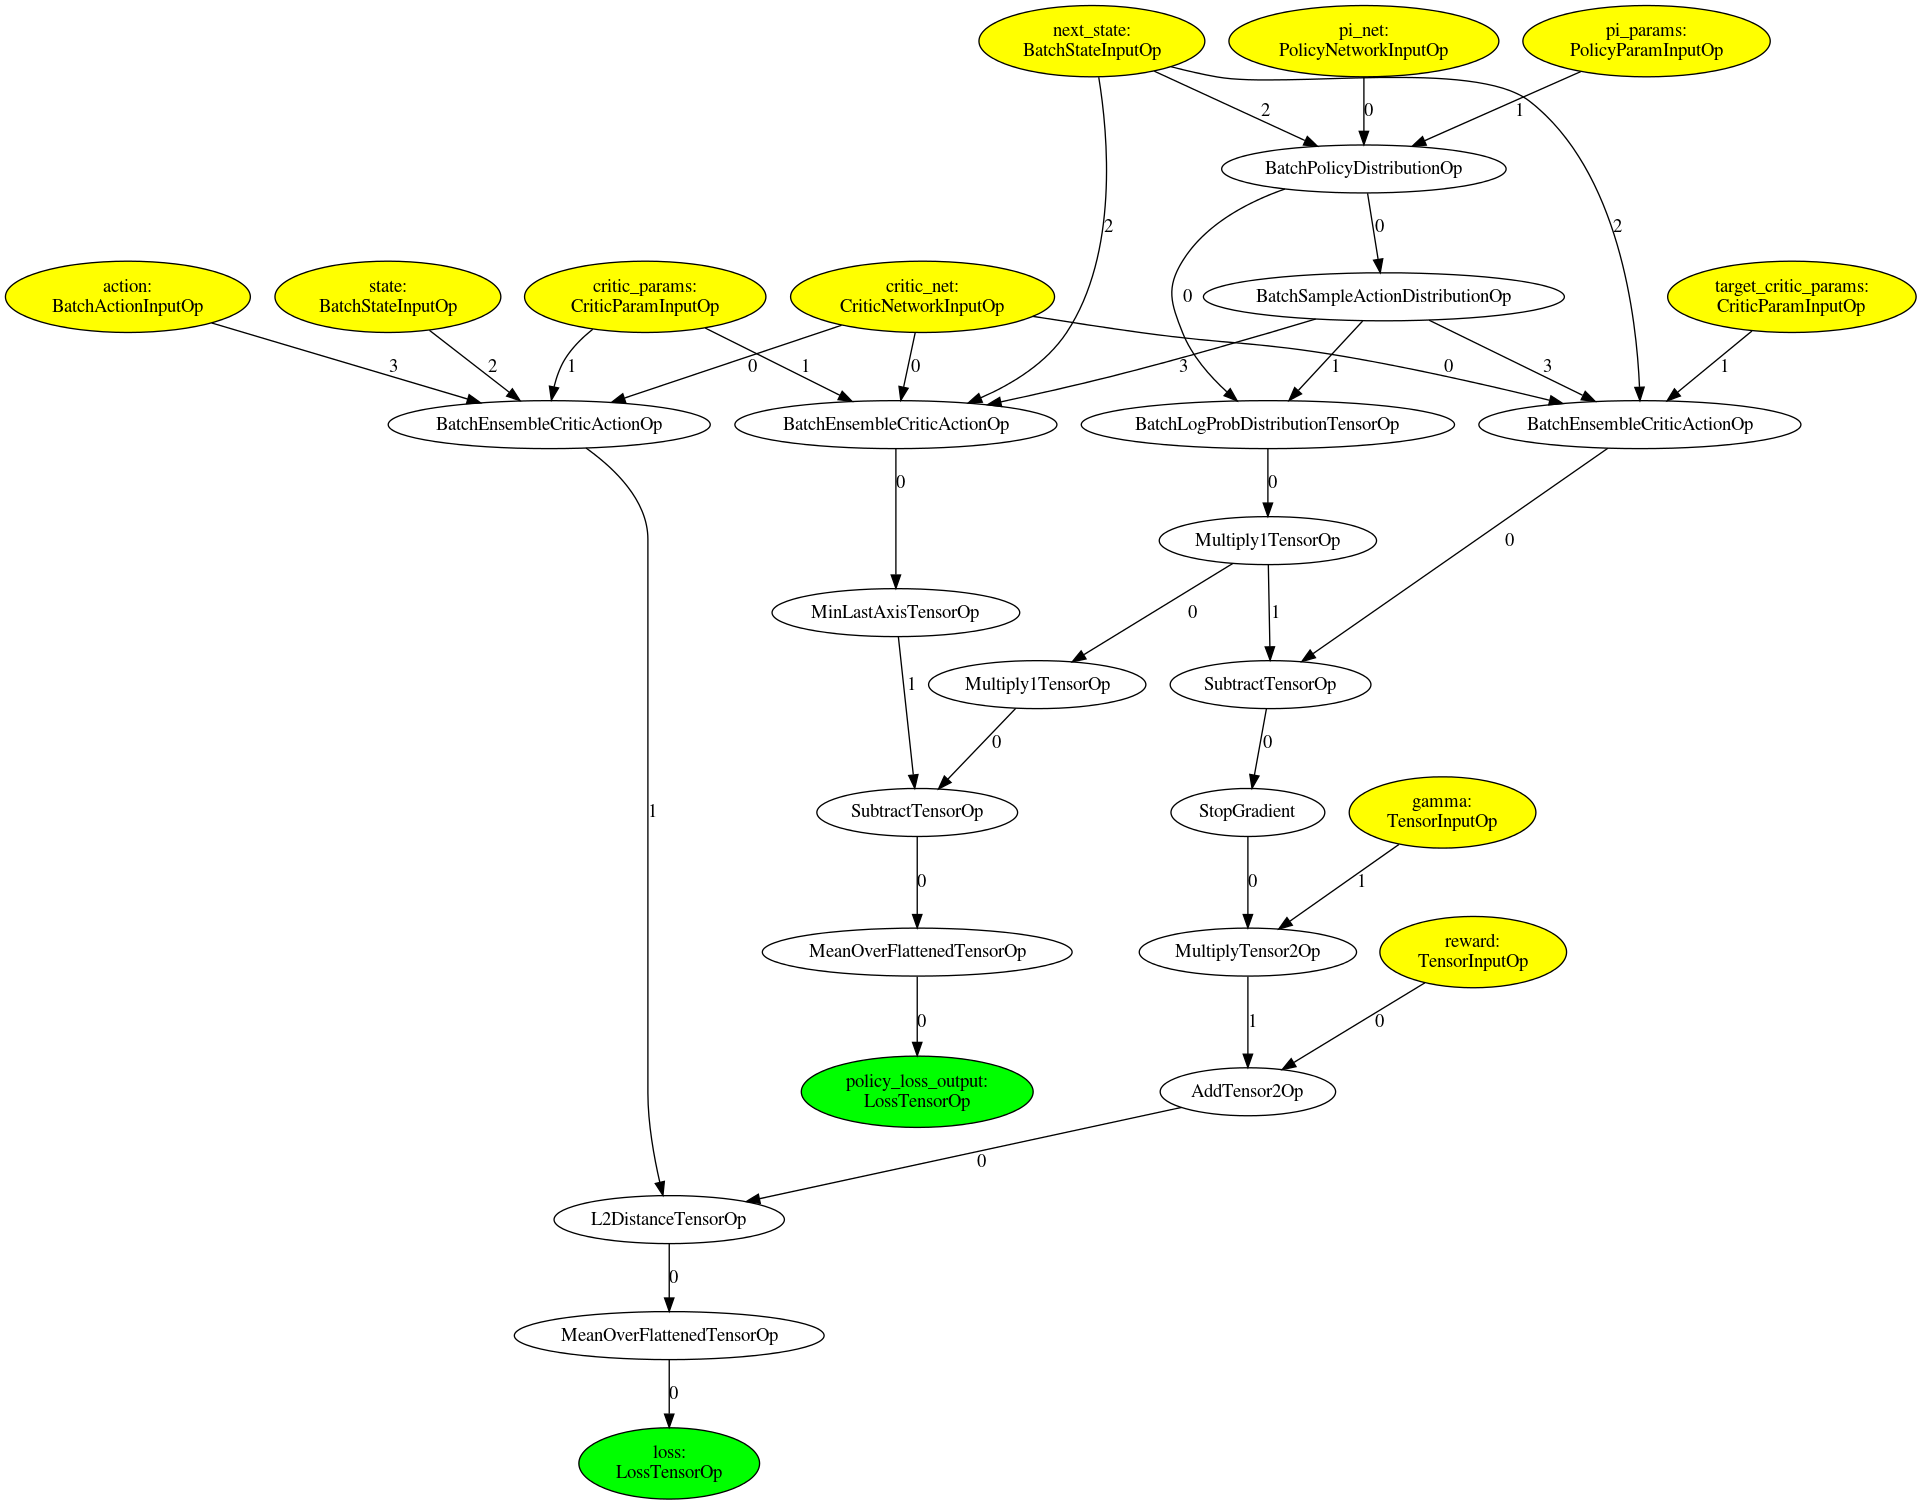 next_state:
BatchStateInputOp
pi_net:
PolicyNetworkInputOp
pi_params:
PolicyParamInputOp
2
0
1
BatchPolicyDistributionOp
2
0
2
action:
BatchActionInputOp
state:
BatchStateInputOp
critic_params:
CriticParamInputOp
critic_net:
CriticNetworkInputOp
0
BatchSampleActionDistributionOp
target_critic_params:
CriticParamInputOp
3
2
1
0
1
0
3
1
0
3
1
BatchEnsembleCriticActionOp
BatchEnsembleCriticActionOp
BatchLogProbDistributionTensorOp
BatchEnsembleCriticActionOp
0
0
Multiply1TensorOp
0
MinLastAxisTensorOp
0
1
1
Multiply1TensorOp
SubtractTensorOp
0
0
1
SubtractTensorOp
StopGradient
gamma:
TensorInputOp
0
0
1
MeanOverFlattenedTensorOp
MultiplyTensor2Op
reward:
TensorInputOp
0
1
0
policy_loss_output:
LossTensorOp
AddTensor2Op
0
L2DistanceTensorOp
0
MeanOverFlattenedTensorOp
0
loss:
LossTensorOp